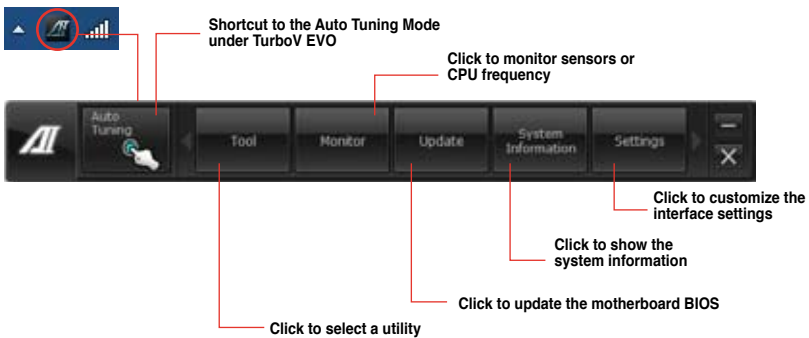 Shortcut to the Auto Tuning Mode
under TurboV EVO
Click to monitor sensors or
CPU frequency
Auto
Tuning
Tool
Monitor
Update
System
Information
Settings
Click to customize the
interface settings
Click to show the
system information
Click to update the motherboard BIOS
Click to select a utility